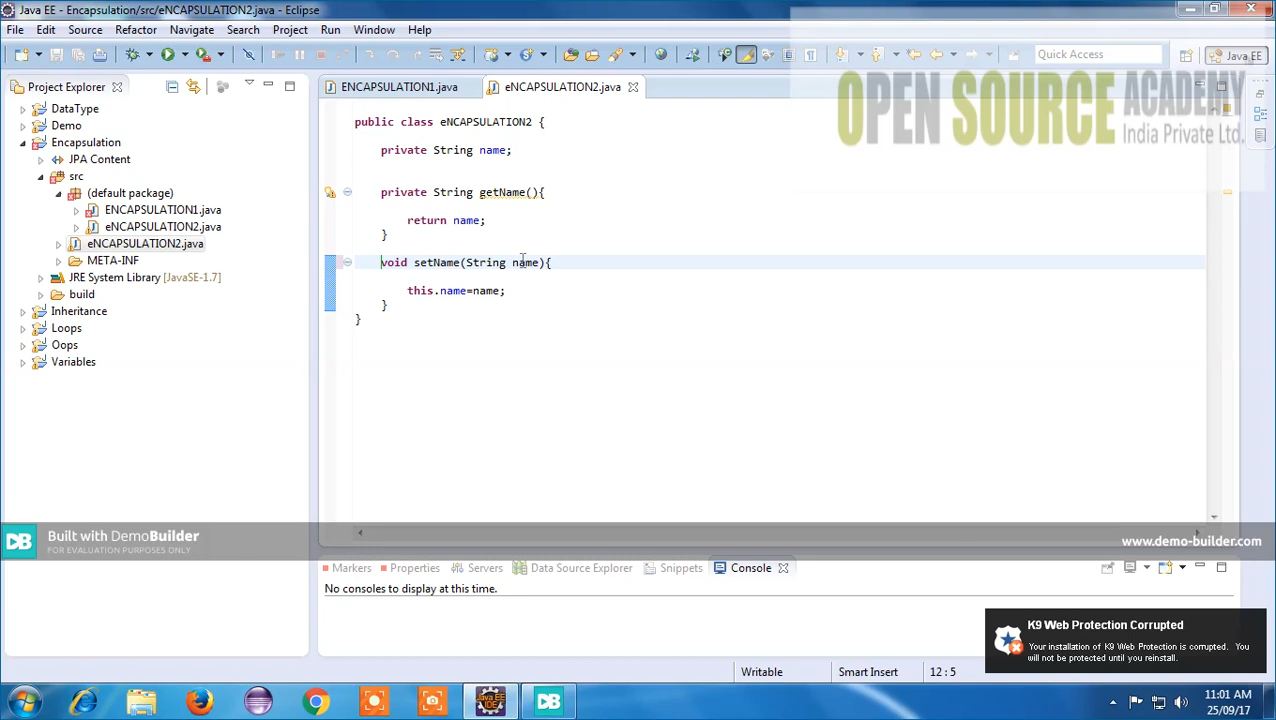 Java EE - Encapsulation/src/eNCAPSULATION2.java - Eclipse
File Edit Source Refactor Navigate Search Project Run Window Help
Quick Access
Java EE
Project Explorer
ENCAPSULATION1.java
eNCAPSULATION2.java
OPEN SOURCE ACADEMY
India Private Ltd.
DataType
Demo
Encapsulation
JPA Content
src
(default package)
ENCAPSULATION1.java
eNCAPSULATION2.java
eNCAPSULATION2.java
META-INF
JRE System Library [JavaSE-1.7]
build
Inheritance
Loops
Oops
Variables
public class eNCAPSULATION2 {
private String name;
private String getName(){
return name;
}
void setName(String name){
this.name=name;
}
}
DB
Built with DemoBuilder
FOR EVALUATION PURPOSES ONLY
www.demo-builder.com
Markers Properties Servers Data Source Explorer Snippets Console
No consoles to display at this time.
K9 Web Protection Corrupted
Your installation of K9 Web Protection is corrupted. You
will not be protected until you reinstall.
Writable
Smart Insert
12 : 5
Java EE
IDE
DB
11:01 AM
25/09/17